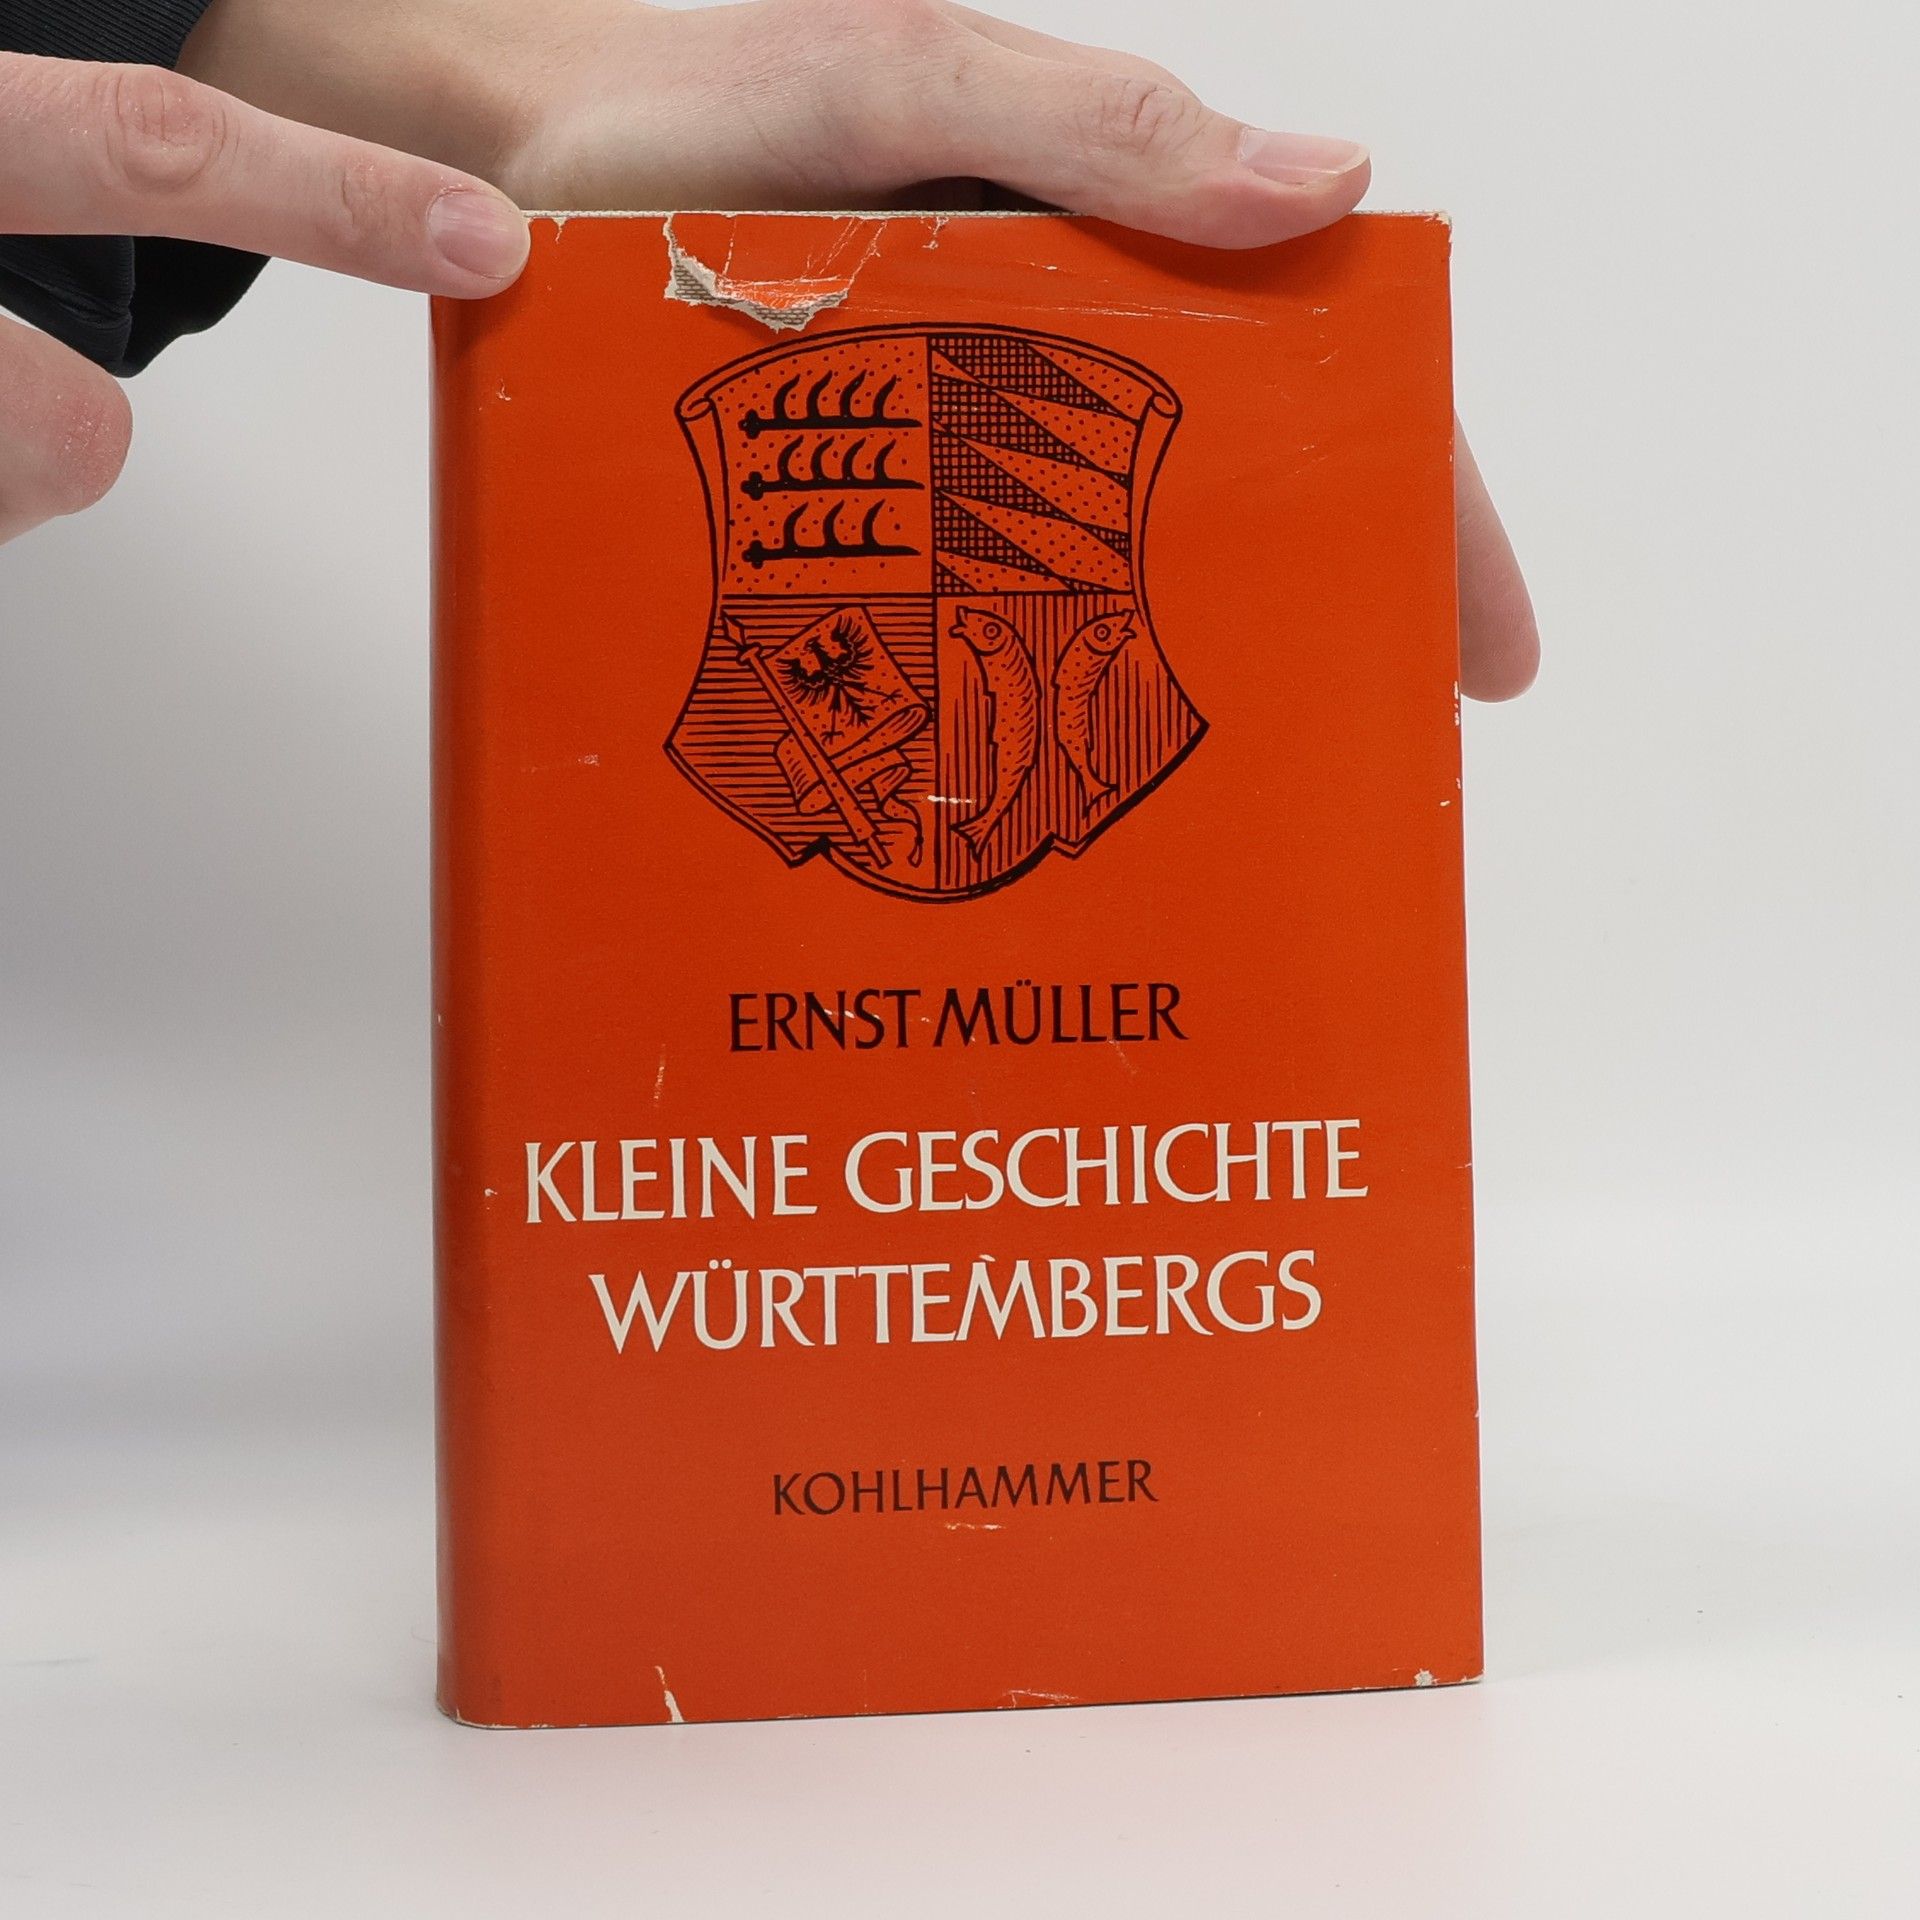 ERNST MÜLLER
KLEINE GESCHICHTE
WÜRTTEMBERGS
KOHLHAMMER